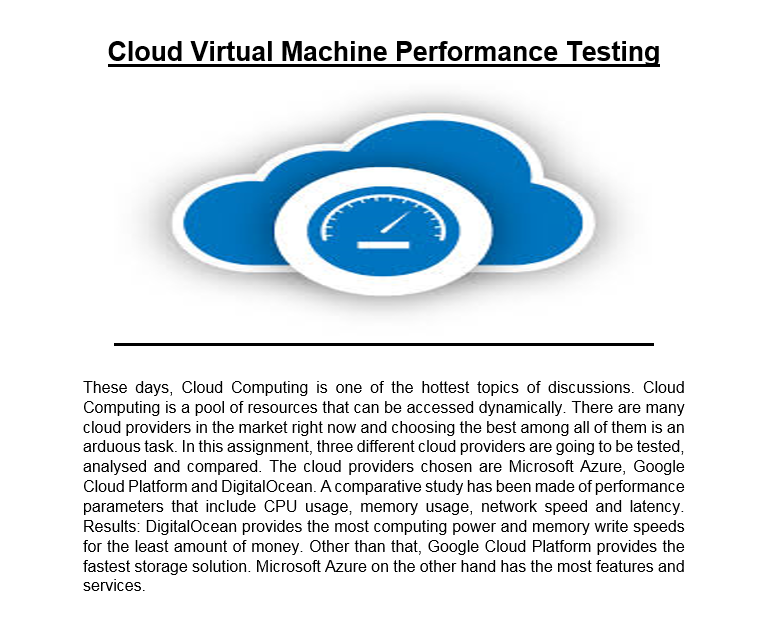 Cloud Virtual Machine Performance Testing
These days, Cloud Computing is one of the hottest topics of discussions. Cloud
Computing is a pool of resources that can be accessed dynamically. There are many
cloud providers in the market right now and choosing the best among all of them is an
arduous task. In this assignment, three different cloud providers are going to be tested,
analysed and compared. The cloud providers chosen are Microsoft Azure, Google
Cloud Platform and DigitalOcean. A comparative study has been made of performance
parameters that include CPU usage, memory usage, network speed and latency.
Results: DigitalOcean provides the most computing power and memory write speeds
for the least amount of money. Other than that, Google Cloud Platform provides the
fastest storage solution. Microsoft Azure on the other hand has the most features and
services.